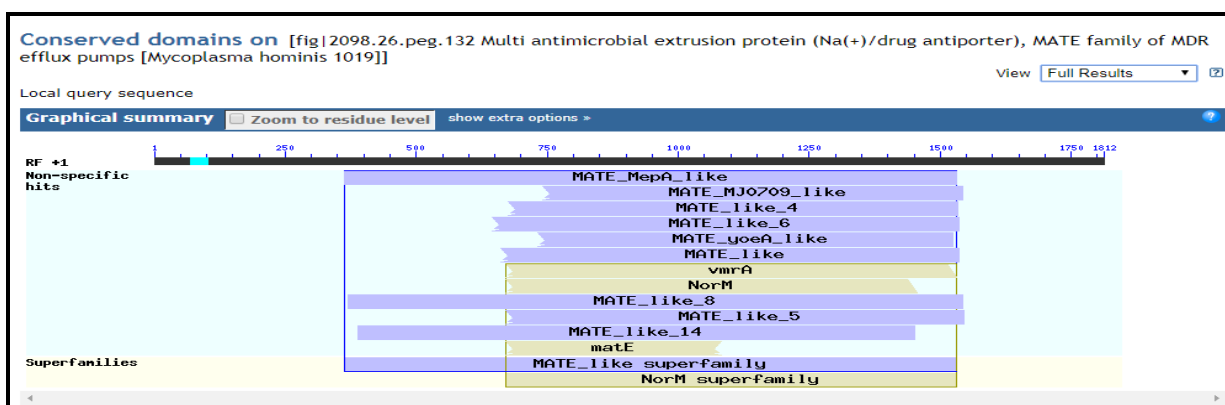 Conserved domains on [fig|2098.26.peg.132 Multi antimicrobial extrusion protein (Na(+)/drug antiporter), MATE family of MDR
efflux pumps [Mycoplasma hominis 1019]]
View Full Results ▼ ?
Local query sequence
Graphical summary Zoom to residue level show extra options » ?
1 250 500 750 1000 1250 1500 1750 1812
RF +1
Non-specific
hits
MATE_MepA_like
MATE_MJ0709_like
MATE_like_4
MATE_like_6
MATE_yoeA_like
MATE_like
vmrA
NorM
MATE_like_8
MATE_like_5
MATE_like_14
matE
Superfamilies
MATE_like superfamily
NorM superfamily